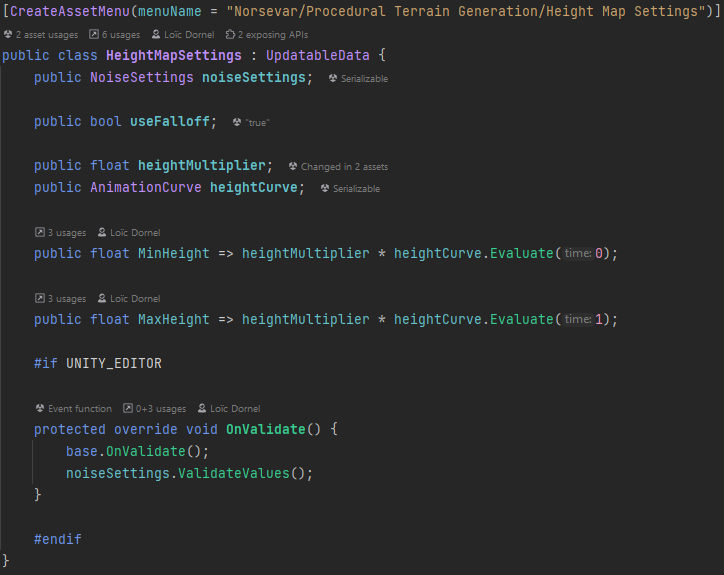 [CreateAssetMenu(menuName = "Norsevar/Procedural Terrain Generation/Height Map Settings")]
2 asset usages 6 usages Loïc Dornel 2 exposing APIs
public class HeightMapSettings : UpdatableData {
public NoiseSettings noiseSettings; Serializable
public bool useFalloff; "true"
public float heightMultiplier; Changed in 2 assets
public AnimationCurve heightCurve; Serializable
3 usages Loïc Dornel
public float MinHeight => heightMultiplier * heightCurve.Evaluate(time: 0);
3 usages Loïc Dornel
public float MaxHeight => heightMultiplier * heightCurve.Evaluate(time: 1);
#if UNITY_EDITOR
Event function 0+3 usages Loïc Dornel
protected override void OnValidate() {
base.OnValidate();
noiseSettings.ValidateValues();
}
#endif
}